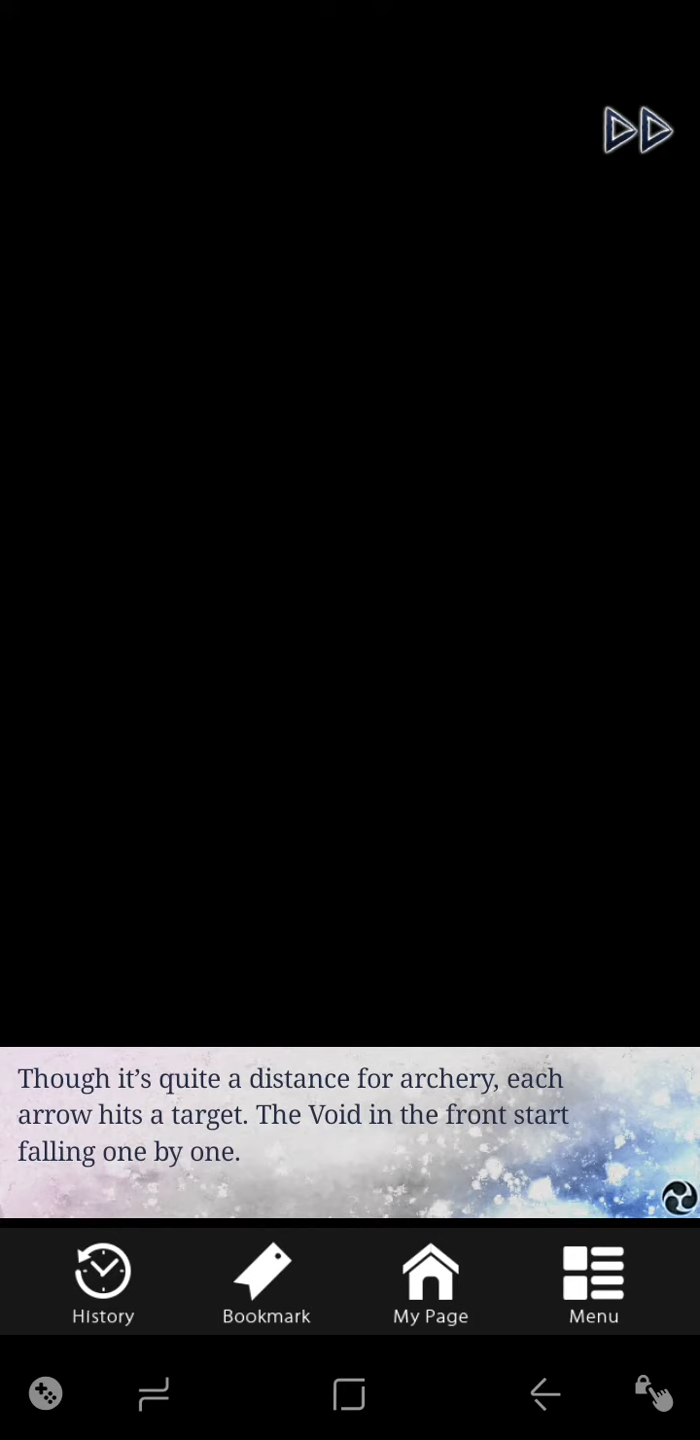 Though it’s quite a distance for archery, each
arrow hits a target. The Void in the front start
falling one by one.
History
Bookmark
My Page
Menu